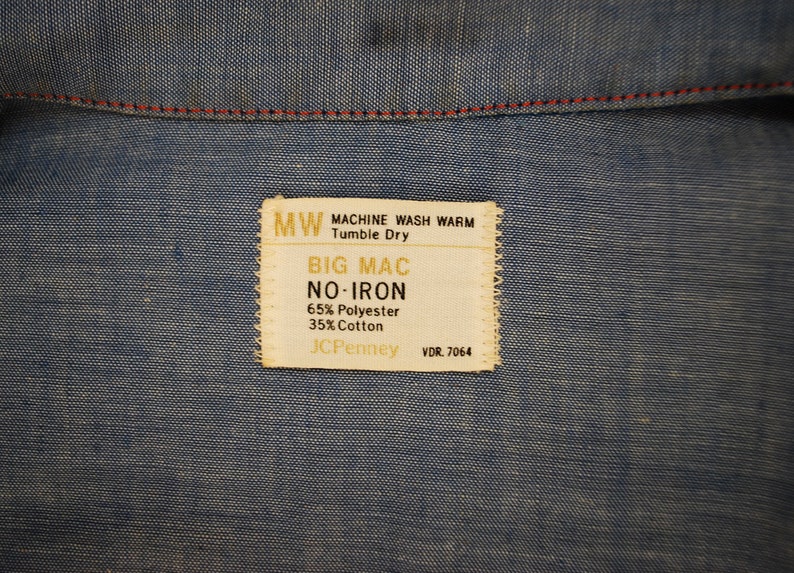 MW MACHINE WASH WARM
Tumble Dry
BIG MAC
NO-IRON
65% Polyester
35% Cotton
JCPenney VDR. 7064